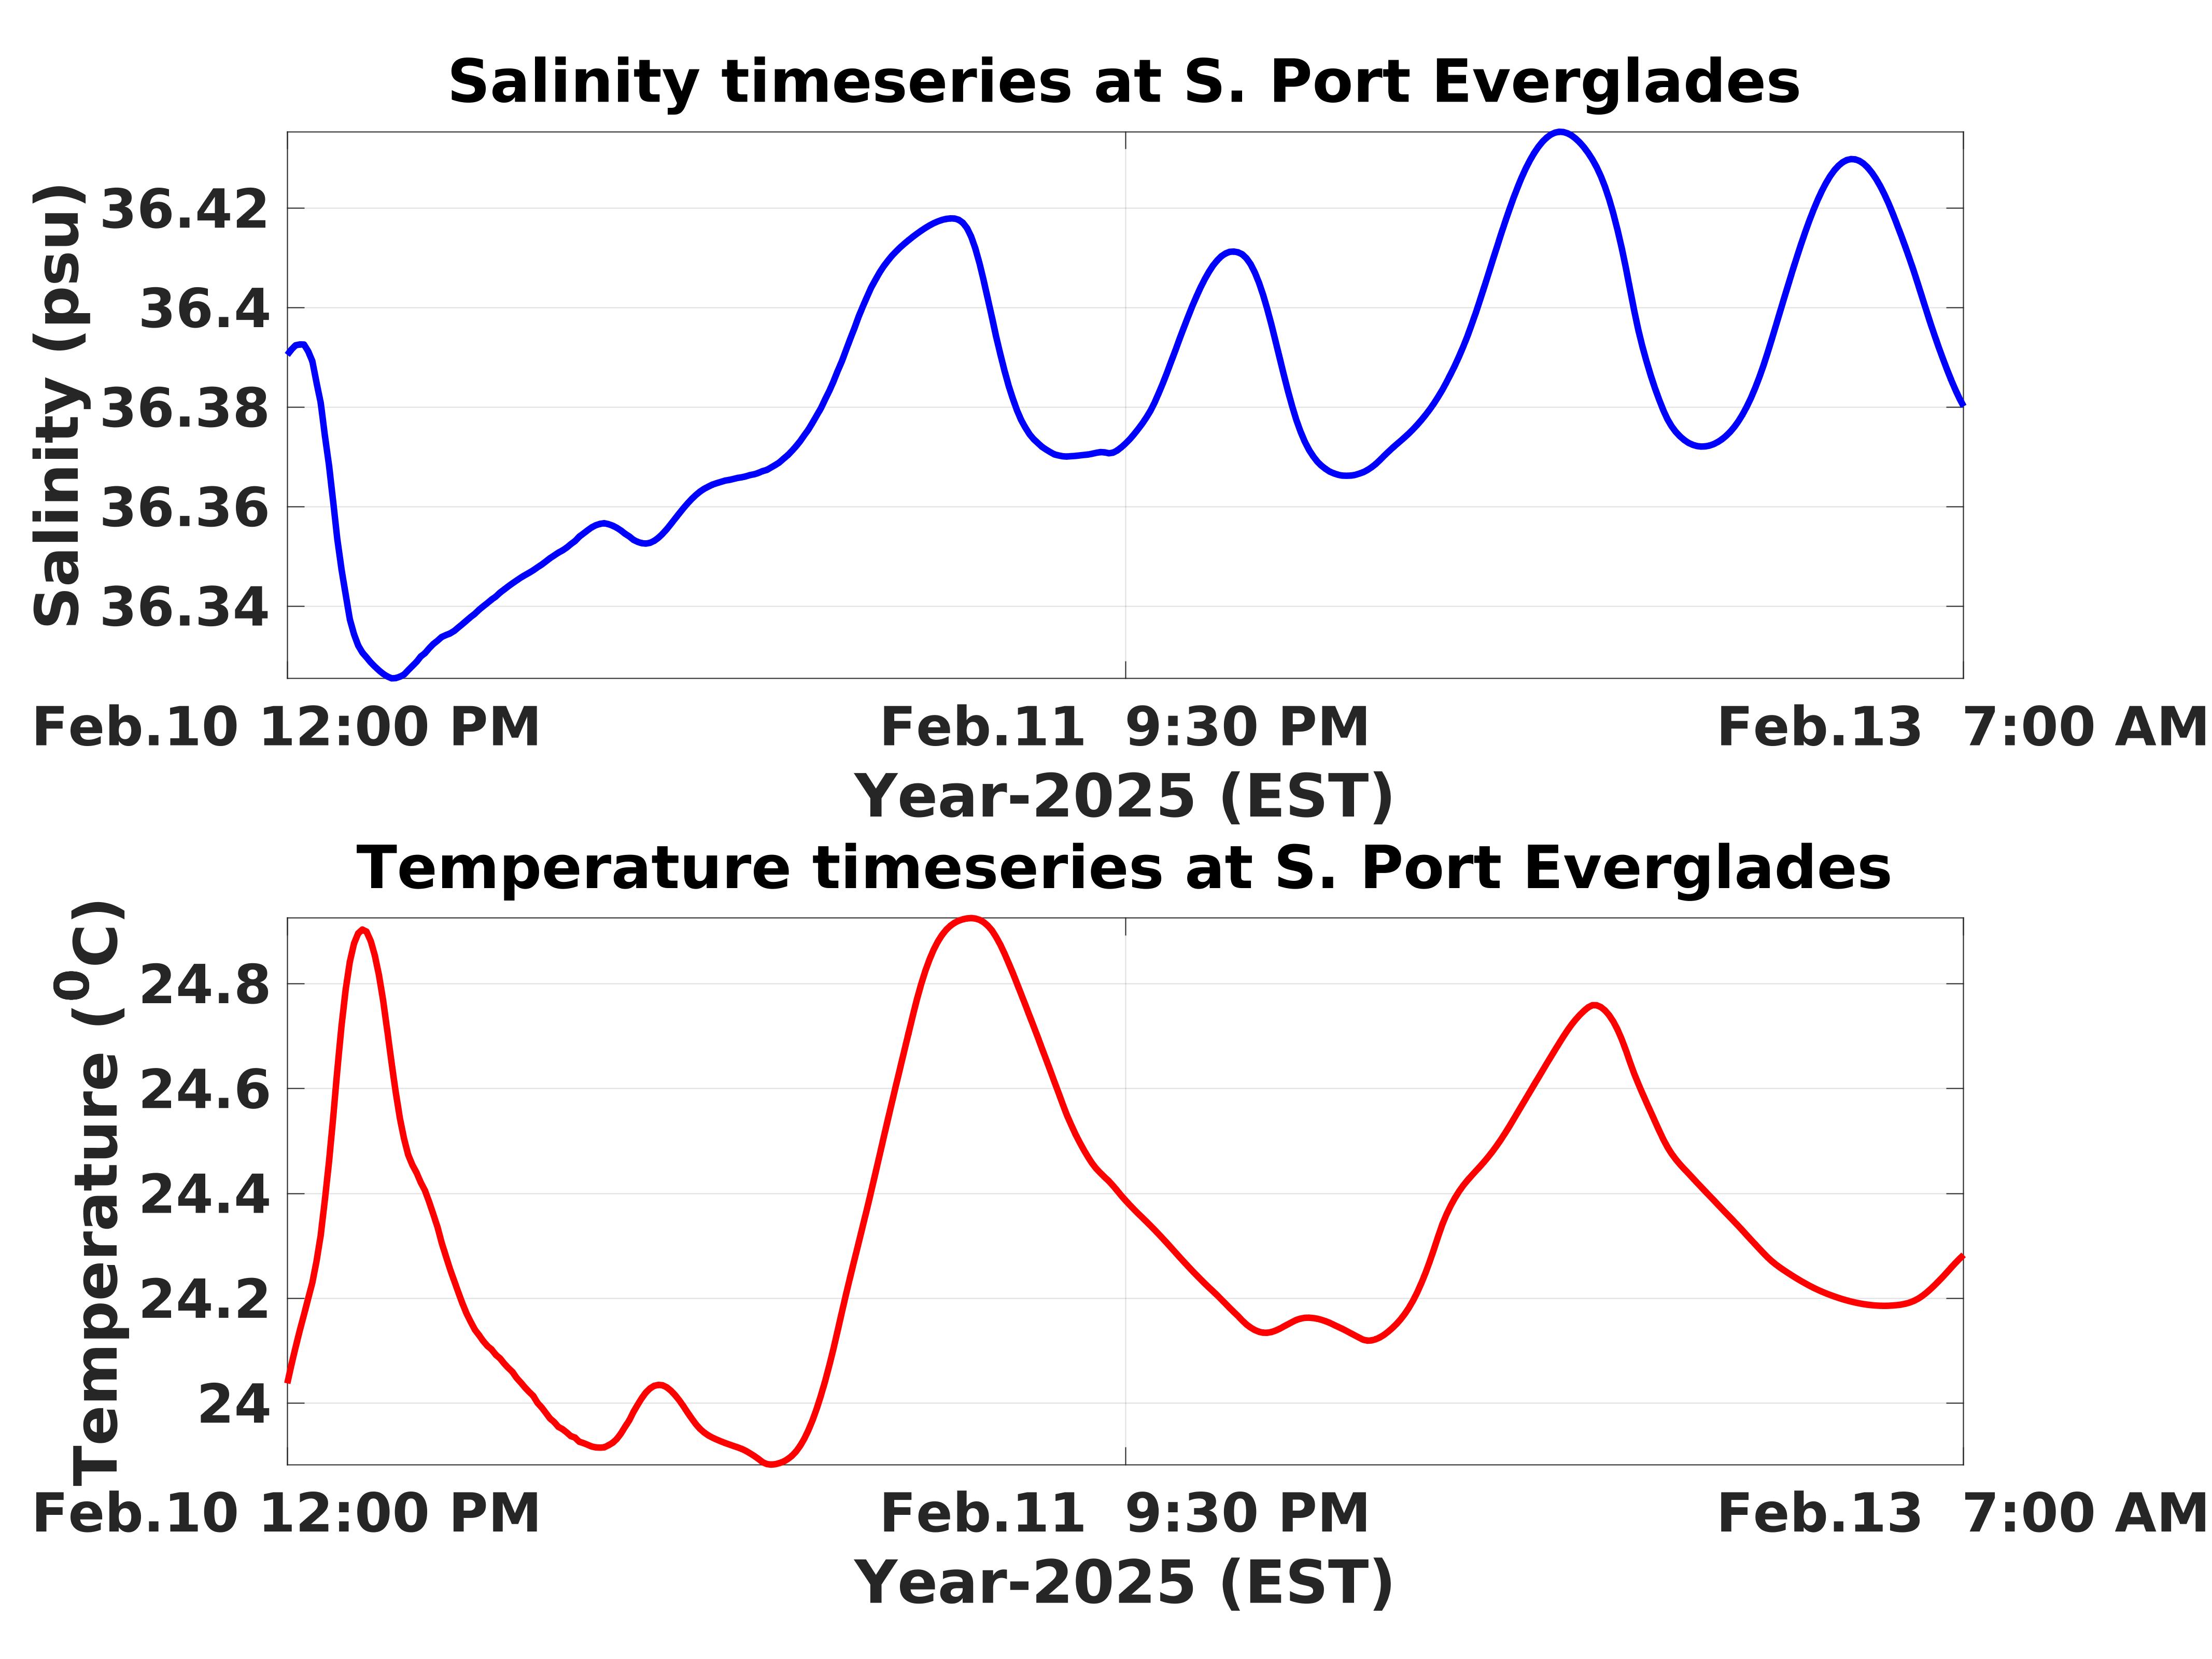 Salinity timeseries at S. Port Everglades
Salinity (psu)
36.42
36.4
36.38
36.36
36.34
Feb.10 12:00 PM
Feb.11 9:30 PM
Feb.13 7:00 AM
Year-2025 (EST)
Temperature timeseries at S. Port Everglades
Temperature (⁰C)
24.8
24.6
24.4
24.2
24
Feb.10 12:00 PM
Feb.11 9:30 PM
Feb.13 7:00 AM
Year-2025 (EST)